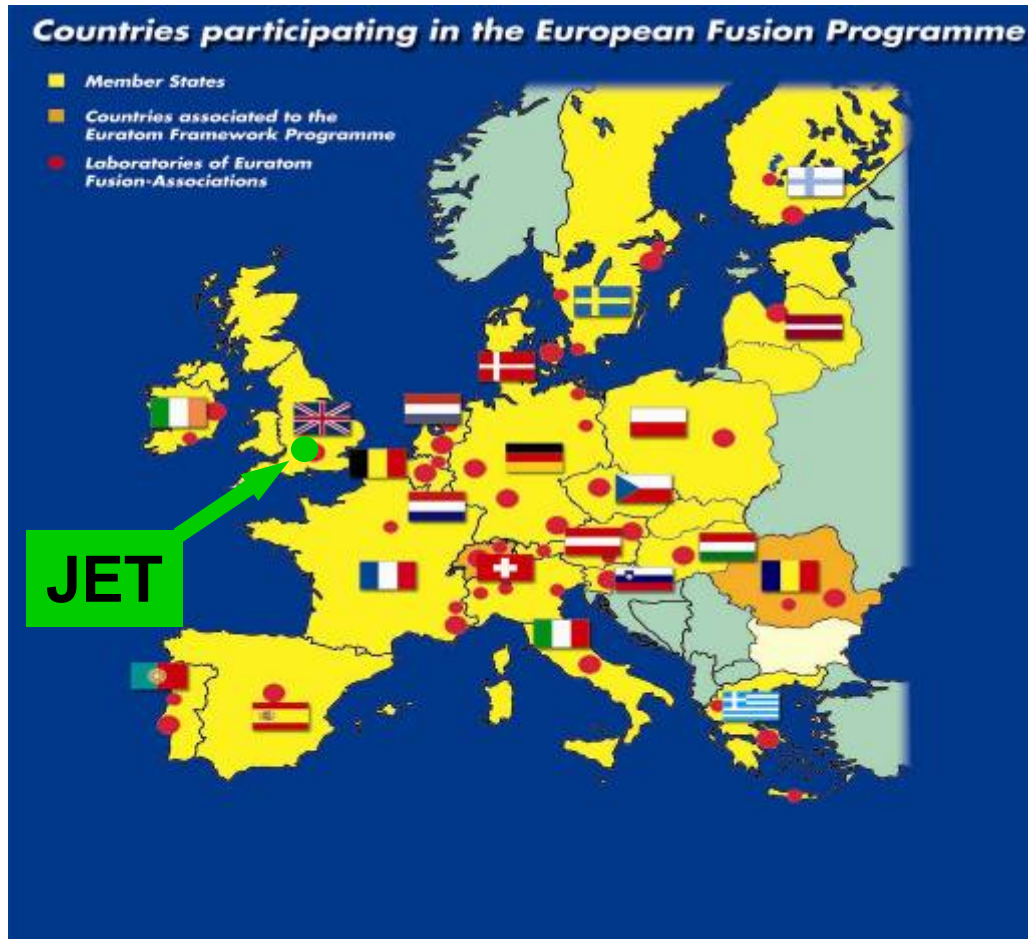 Countries participating in the European Fusion Programme
Member States
Countries associated to the
Euratom Framework Programme
Laboratories of Euratom
Fusion-Associations
JET